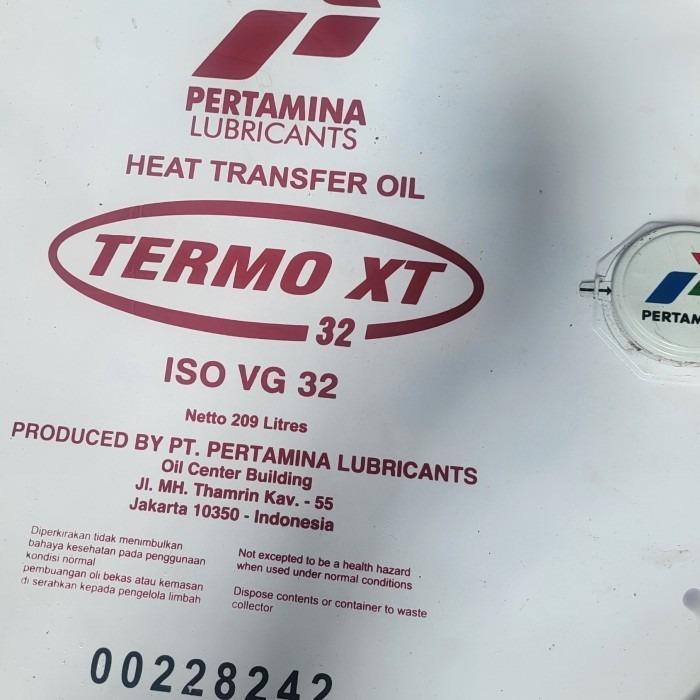 PERTAMINA
LUBRICANTS
HEAT TRANSFER OIL
TERMO XT
32
ISO VG 32
Netto 209 Litres
PRODUCED BY PT. PERTAMINA LUBRICANTS
Oil Center Building
Jl. MH. Thamrin Kav. - 55
Jakarta 10350 - Indonesia
Diperkirakan tidak menimbulkan
bahaya kesehatan pada penggunaan
kondisi normal
pembuangan oli bekas atau kemasan
di serahkan kepada pengelola limbah
Not excepted to be a health hazard
when used under normal conditions
Dispose contents or container to waste
collector
00228242
PERTAM